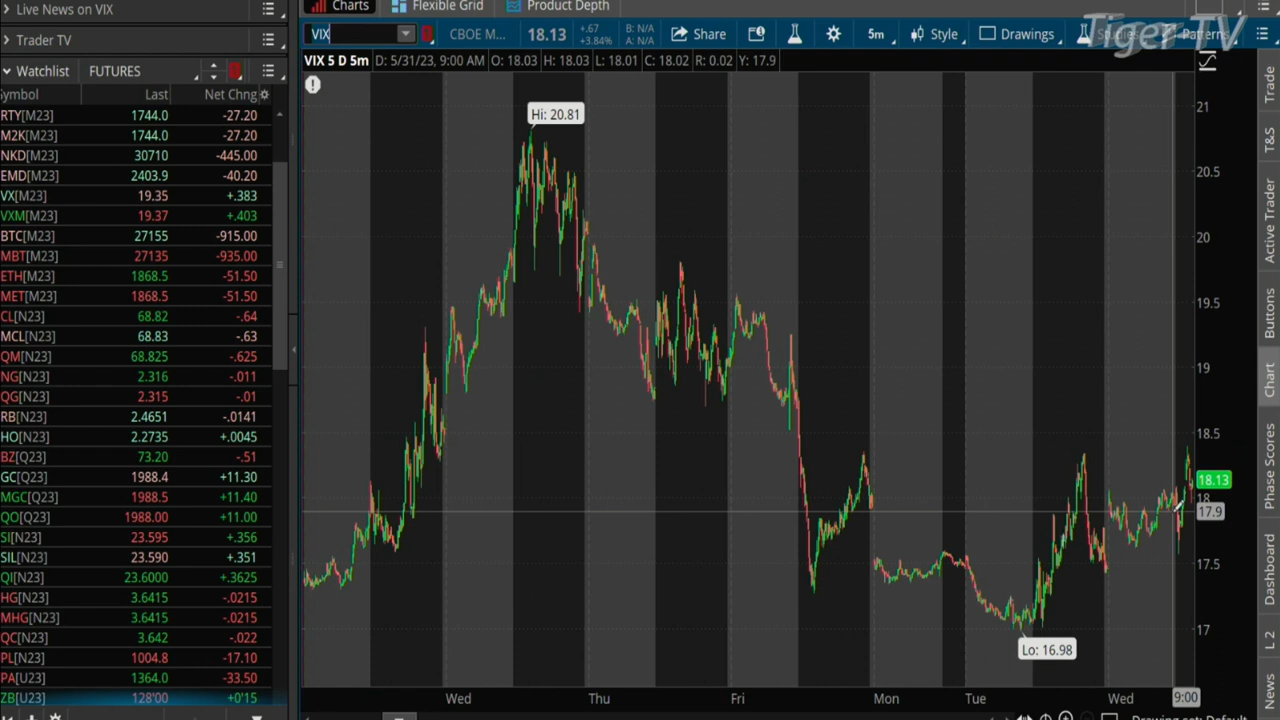 Live News on VIX
Charts Flexible Grid Product Depth
Trader TV
VIX CBOE M... 18.13 +.67 +3.84% B: N/A A: N/A Share 5m Style Drawings Studies Patterns
Tiger TV
Watchlist FUTURES
VIX 5 D 5m D: 5/31/23, 9:00 AM O: 18.03 H: 18.03 L: 18.01 C: 18.02 R: 0.02 Y: 17.9
Symbol Last Net Chng
RTY[M23] 1744.0 -27.20
M2K[M23] 1744.0 -27.20
NKD[M23] 30710 -445.00
EMD[M23] 2403.9 -40.20
VX[M23] 19.35 +.383
VXM[M23] 19.37 +.403
BTC[M23] 27155 -915.00
MBT[M23] 27135 -935.00
ETH[M23] 1868.5 -51.50
MET[M23] 1868.5 -51.50
CL[N23] 68.82 -.64
MCL[N23] 68.83 -.63
QM[N23] 68.825 -.625
NG[N23] 2.316 -.011
QG[N23] 2.315 -.01
RB[N23] 2.4651 -.0141
HO[N23] 2.2735 +.0045
BZ[Q23] 73.20 -.51
GC[Q23] 1988.4 +11.30
MGC[Q23] 1988.5 +11.40
QO[Q23] 1988.00 +11.00
SI[N23] 23.595 +.356
SIL[N23] 23.590 +.351
QI[N23] 23.6000 +.3625
HG[N23] 3.6415 -.0215
MHG[N23] 3.6415 -.0215
QC[N23] 3.642 -.022
PL[N23] 1004.8 -17.10
PA[U23] 1364.0 -33.50
ZB[U23] 128'00 +0'15
Hi: 20.81
Lo: 16.98
21
20.5
20
19.5
19
18.5
18.13
18
17.9
17.5
17
Wed Thu Fri Mon Tue Wed 9:00
Drawing set: Default
Trade
T&S
Active Trader
Buttons
Chart
Phase Scores
Dashboard
L 2
News